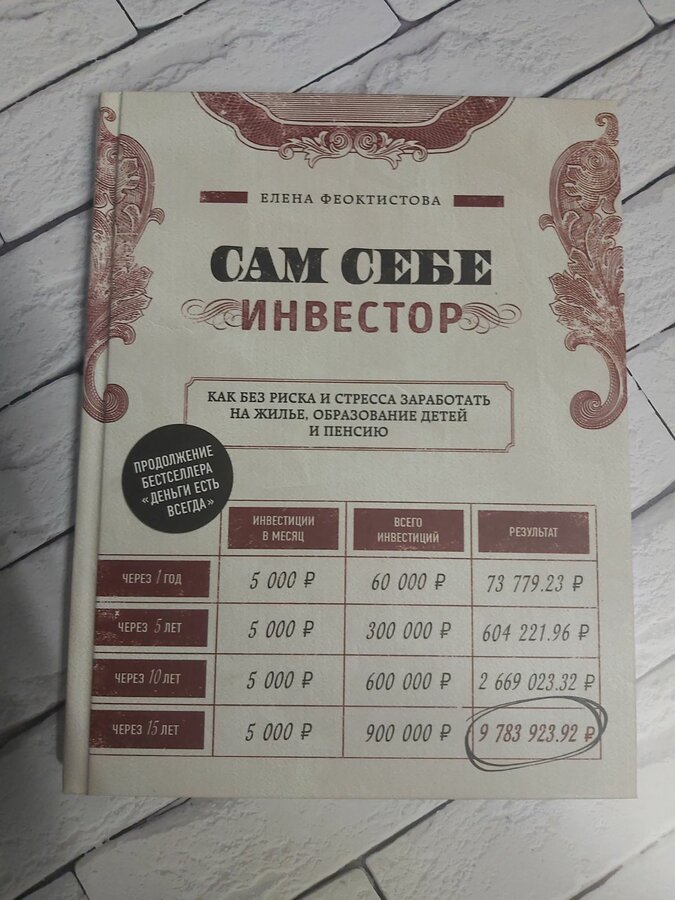 ЕЛЕНА ФЕОКТИСТОВА
САМ СЕБЕ
ИНВЕСТОР
КАК БЕЗ РИСКА И СТРЕССА ЗАРАБОТАТЬ
НА ЖИЛЬЕ, ОБРАЗОВАНИЕ ДЕТЕЙ
И ПЕНСИЮ
ПРОДОЛЖЕНИЕ
БЕСТСЕЛЛЕРА
«ДЕНЬГИ ЕСТЬ
ВСЕГДА»
ИНВЕСТИЦИИ
В МЕСЯЦ
ВСЕГО
ИНВЕСТИЦИЙ
РЕЗУЛЬТАТ
ЧЕРЕЗ 1 ГОД 5 000 ₽ 60 000 ₽ 73 779.23 ₽
ЧЕРЕЗ 5 ЛЕТ 5 000 ₽ 300 000 ₽ 604 221.96 ₽
ЧЕРЕЗ 10 ЛЕТ 5 000 ₽ 600 000 ₽ 2 669 023.32 ₽
ЧЕРЕЗ 15 ЛЕТ 5 000 ₽ 900 000 ₽ 9 783 923.92 ₽